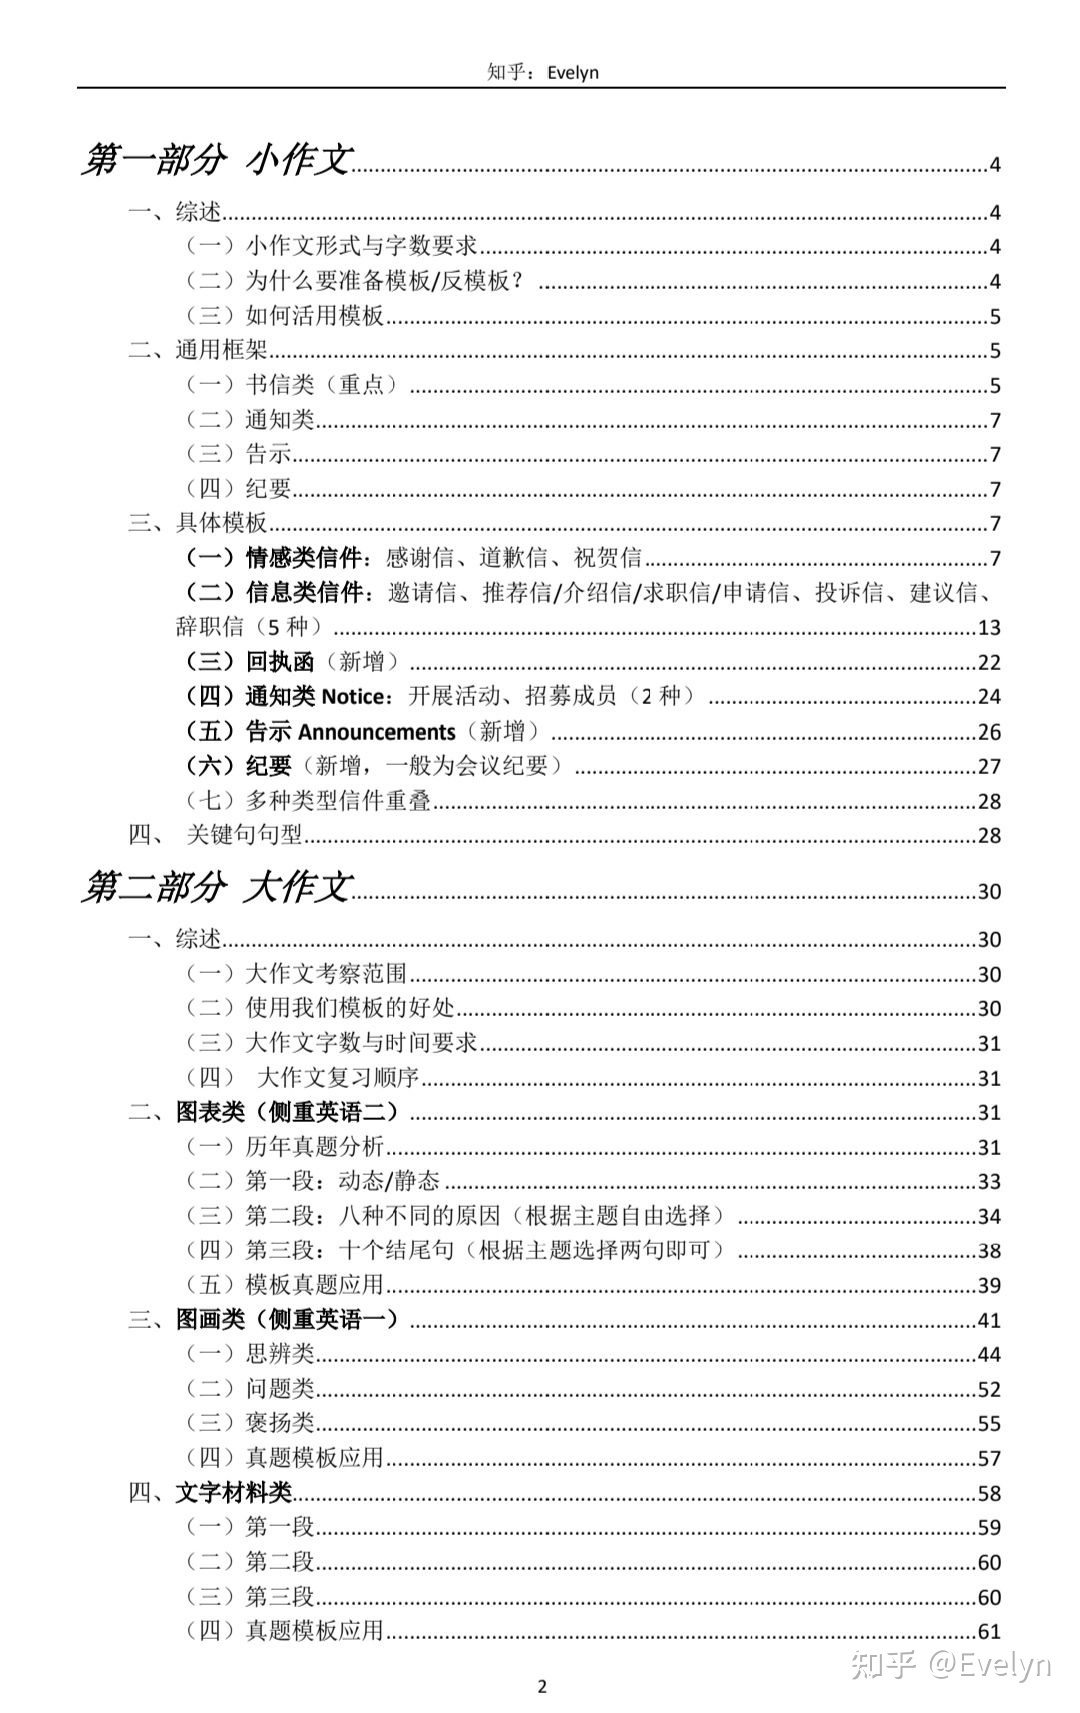 知乎：Evelyn
第一部分 小作文................4
一、综述................4
（一）小作文形式与字数要求................4
（二）为什么要准备模板/反模板？................4
（三）如何活用模板................5
二、通用框架................5
（一）书信类（重点）................5
（二）通知类................7
（三）告示................7
（四）纪要................7
三、具体模板................7
（一）情感类信件：感谢信、道歉信、祝贺信................7
（二）信息类信件：邀请信、推荐信/介绍信/求职信/申请信、投诉信、建议信、
辞职信（5 种）................13
（三）回执函（新增）................22
（四）通知类 Notice：开展活动、招募成员（2 种）................24
（五）告示 Announcements（新增）................26
（六）纪要（新增，一般为会议纪要）................27
（七）多种类型信件重叠................28
四、 关键句句型................28
第二部分 大作文................30
一、综述................30
（一）大作文考察范围................30
（二）使用我们模板的好处................30
（三）大作文字数与时间要求................31
（四） 大作文复习顺序................31
二、图表类（侧重英语二）................31
（一）历年真题分析................31
（二）第一段：动态/静态................33
（三）第二段：八种不同的原因（根据主题自由选择）................34
（四）第三段：十个结尾句（根据主题选择两句即可）................38
（五）模板真题应用................39
三、图画类（侧重英语一）................41
（一）思辨类................44
（二）问题类................52
（三）褒扬类................55
（四）真题模板应用................57
四、文字材料类................58
（一）第一段................59
（二）第二段................60
（三）第三段................60
（四）真题模板应用................61
知乎 @Evelyn
2